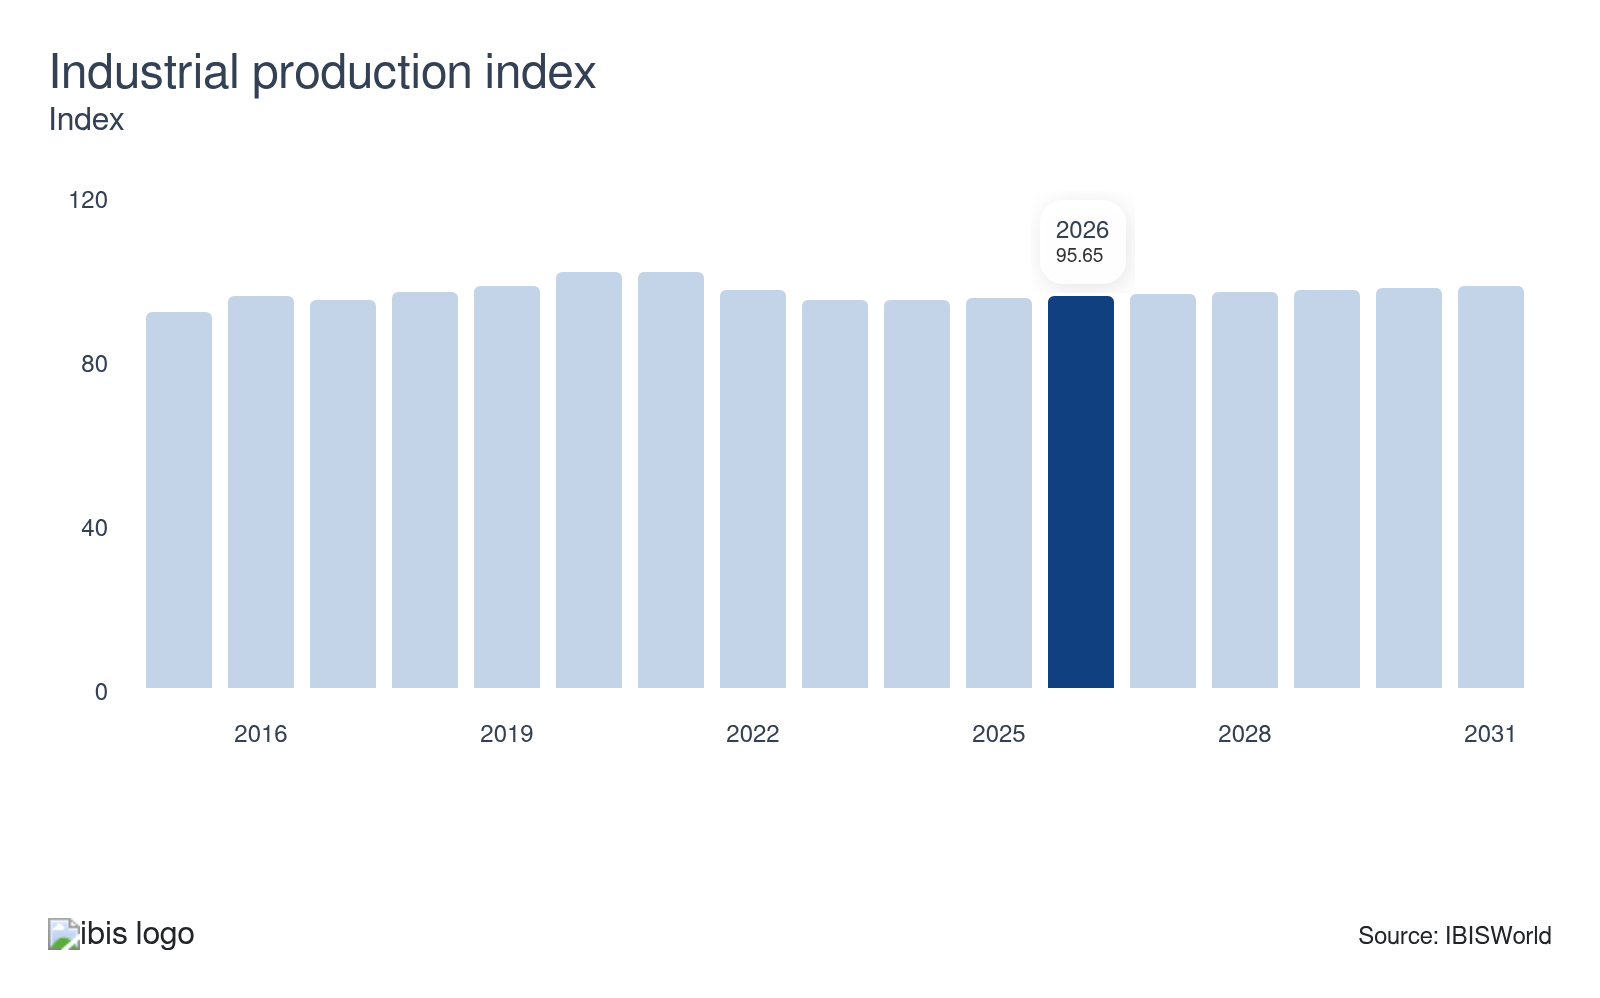 Industrial production index
Index
120
2026
95.65
80
40
0
2016 2019 2022 2025 2028 2031
ibis logo
Source: IBISWorld